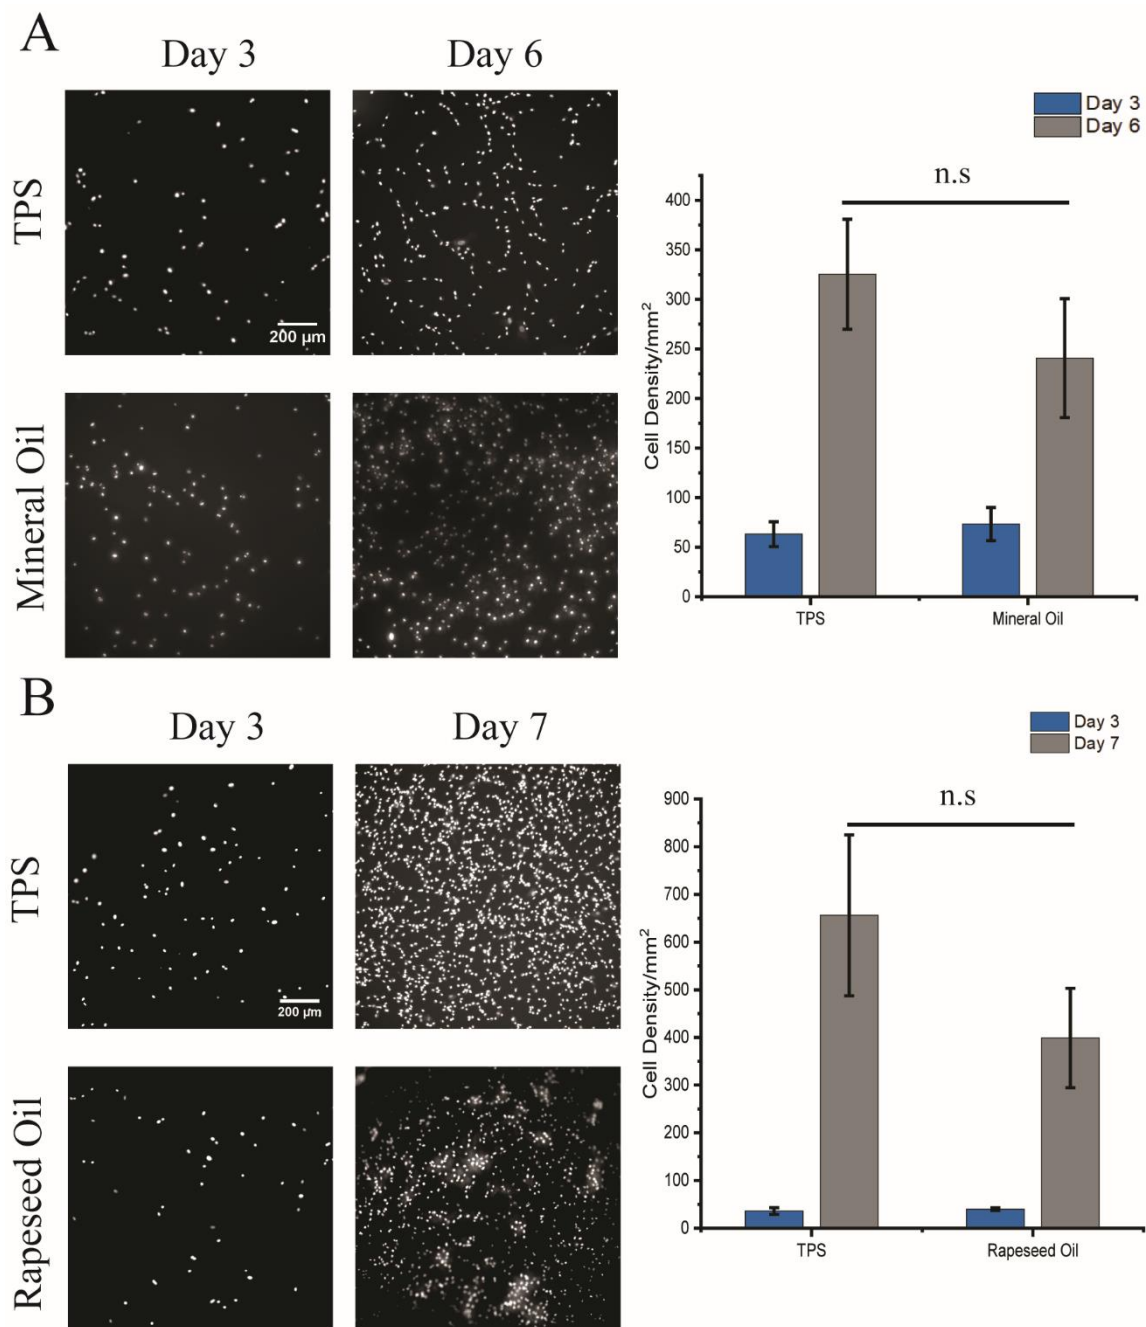 A
Day 3
Day 6
TPS
200 µm
Mineral Oil
Day 3
Day 6
n.s
400
350
300
250
200
150
100
50
0
Cell Density/mm²
TPS
Mineral Oil
B
Day 3
Day 7
TPS
200 µm
Rapeseed Oil
Day 3
Day 7
n.s
900
800
700
600
500
400
300
200
100
0
Cell Density/mm²
TPS
Rapeseed Oil